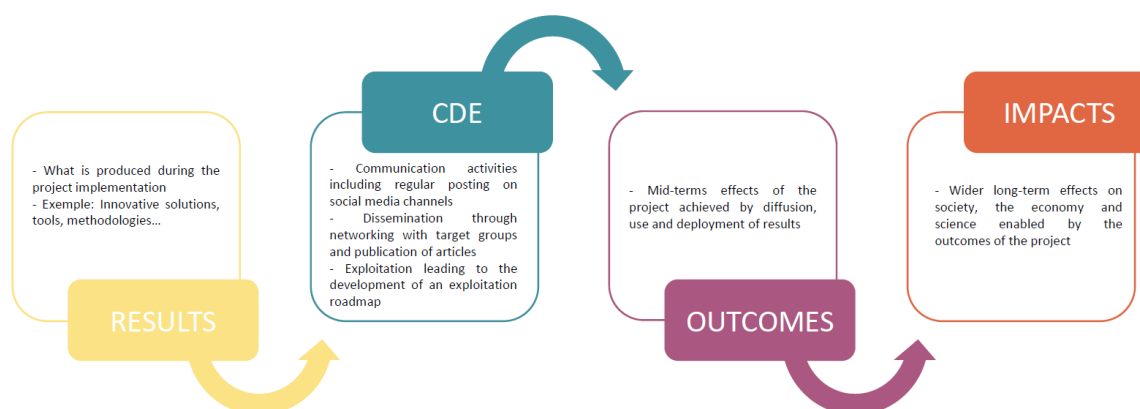 - What is produced during the
project implementation
- Exemple: Innovative solutions,
tools, methodologies...
RESULTS
CDE
- Communication activities
including regular posting on
social media channels
- Dissemination through
networking with target groups
and publication of articles
- Exploitation leading to the
development of an exploitation
roadmap
- Mid-terms effects of the
project achieved by diffusion,
use and deployment of results
OUTCOMES
IMPACTS
- Wider long-term effects on
society, the economy and
science enabled by the
outcomes of the project